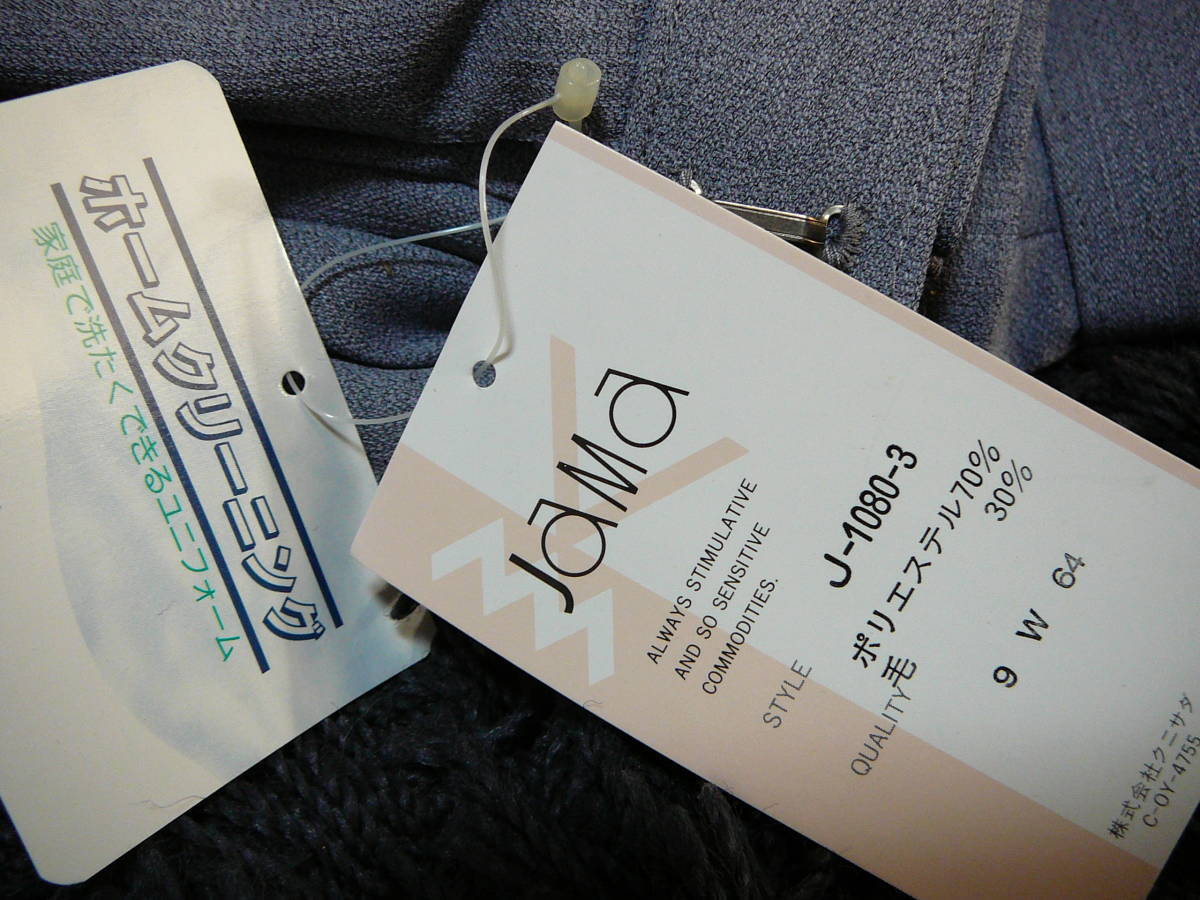 ホームクリーニング
家庭で洗たくできるユニフォーム
JaMa
ALWAYS STIMULATIVE
AND SO SENSITIVE
COMMODITIES.
STYLE J-1080-3
QUALITY ポリエステル70%
毛 30%
9 W 64
株式会社クニサダ
C-OY-4755